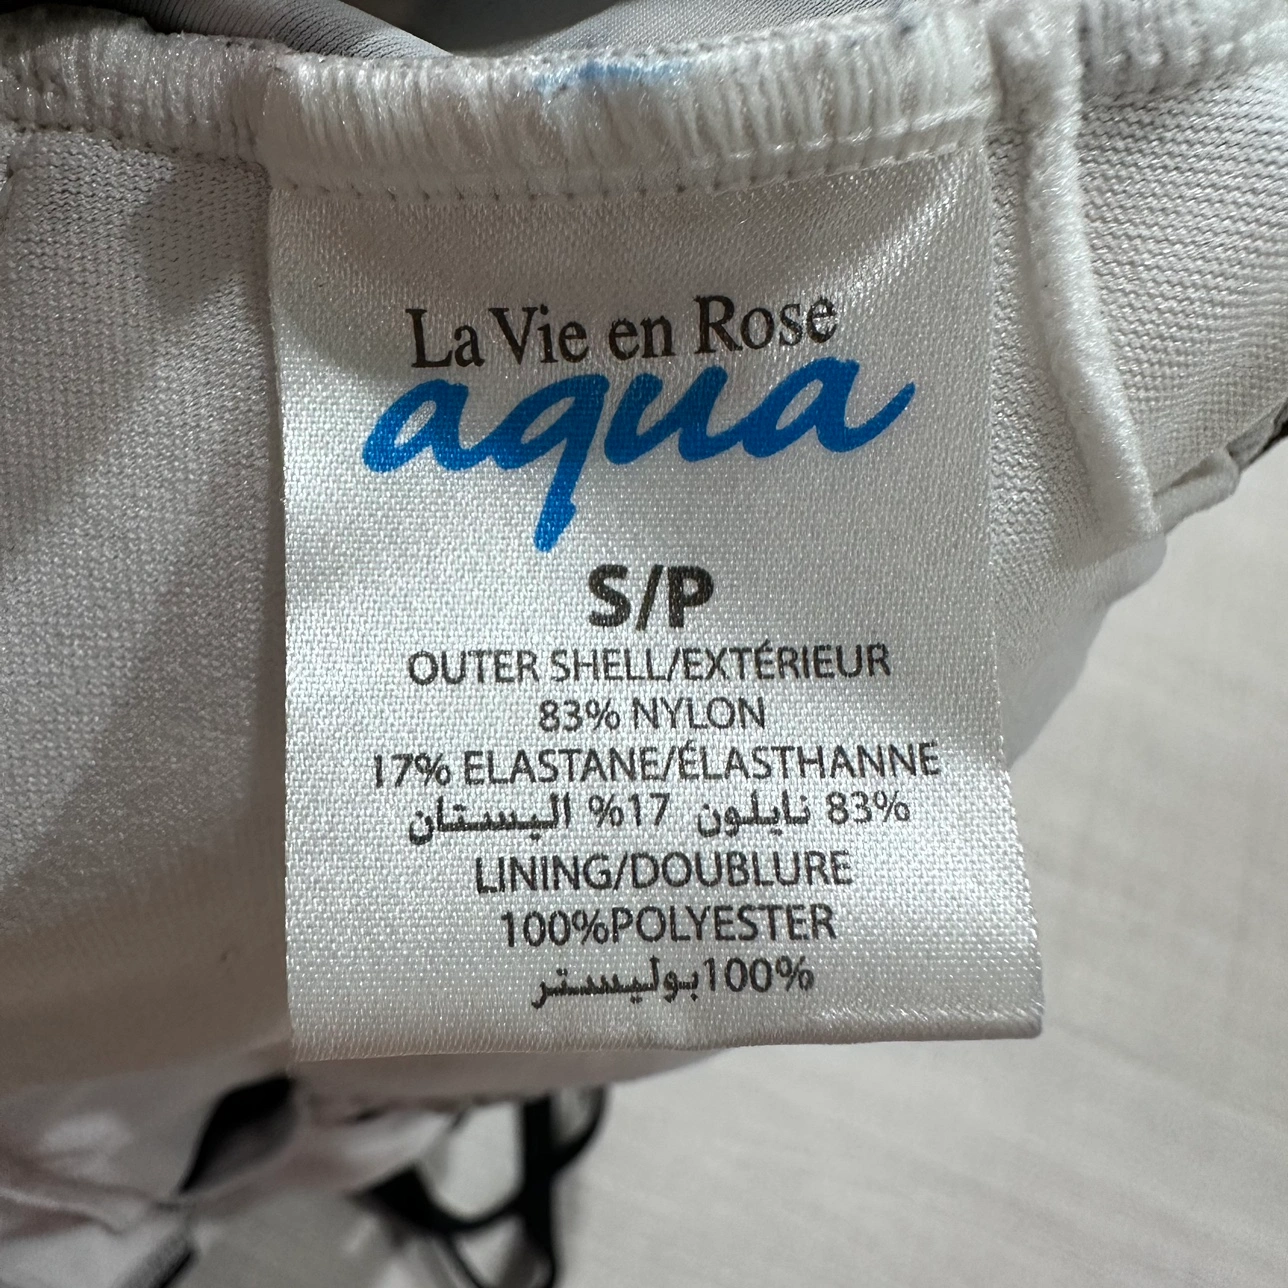 La Vie en Rose
aqua
S/P
OUTER SHELL/EXTÉRIEUR
83% NYLON
17% ELASTANE/ÉLASTHANNE
83% نايلون 17% اليستان
LINING/DOUBLURE
100%POLYESTER
100%بوليستر